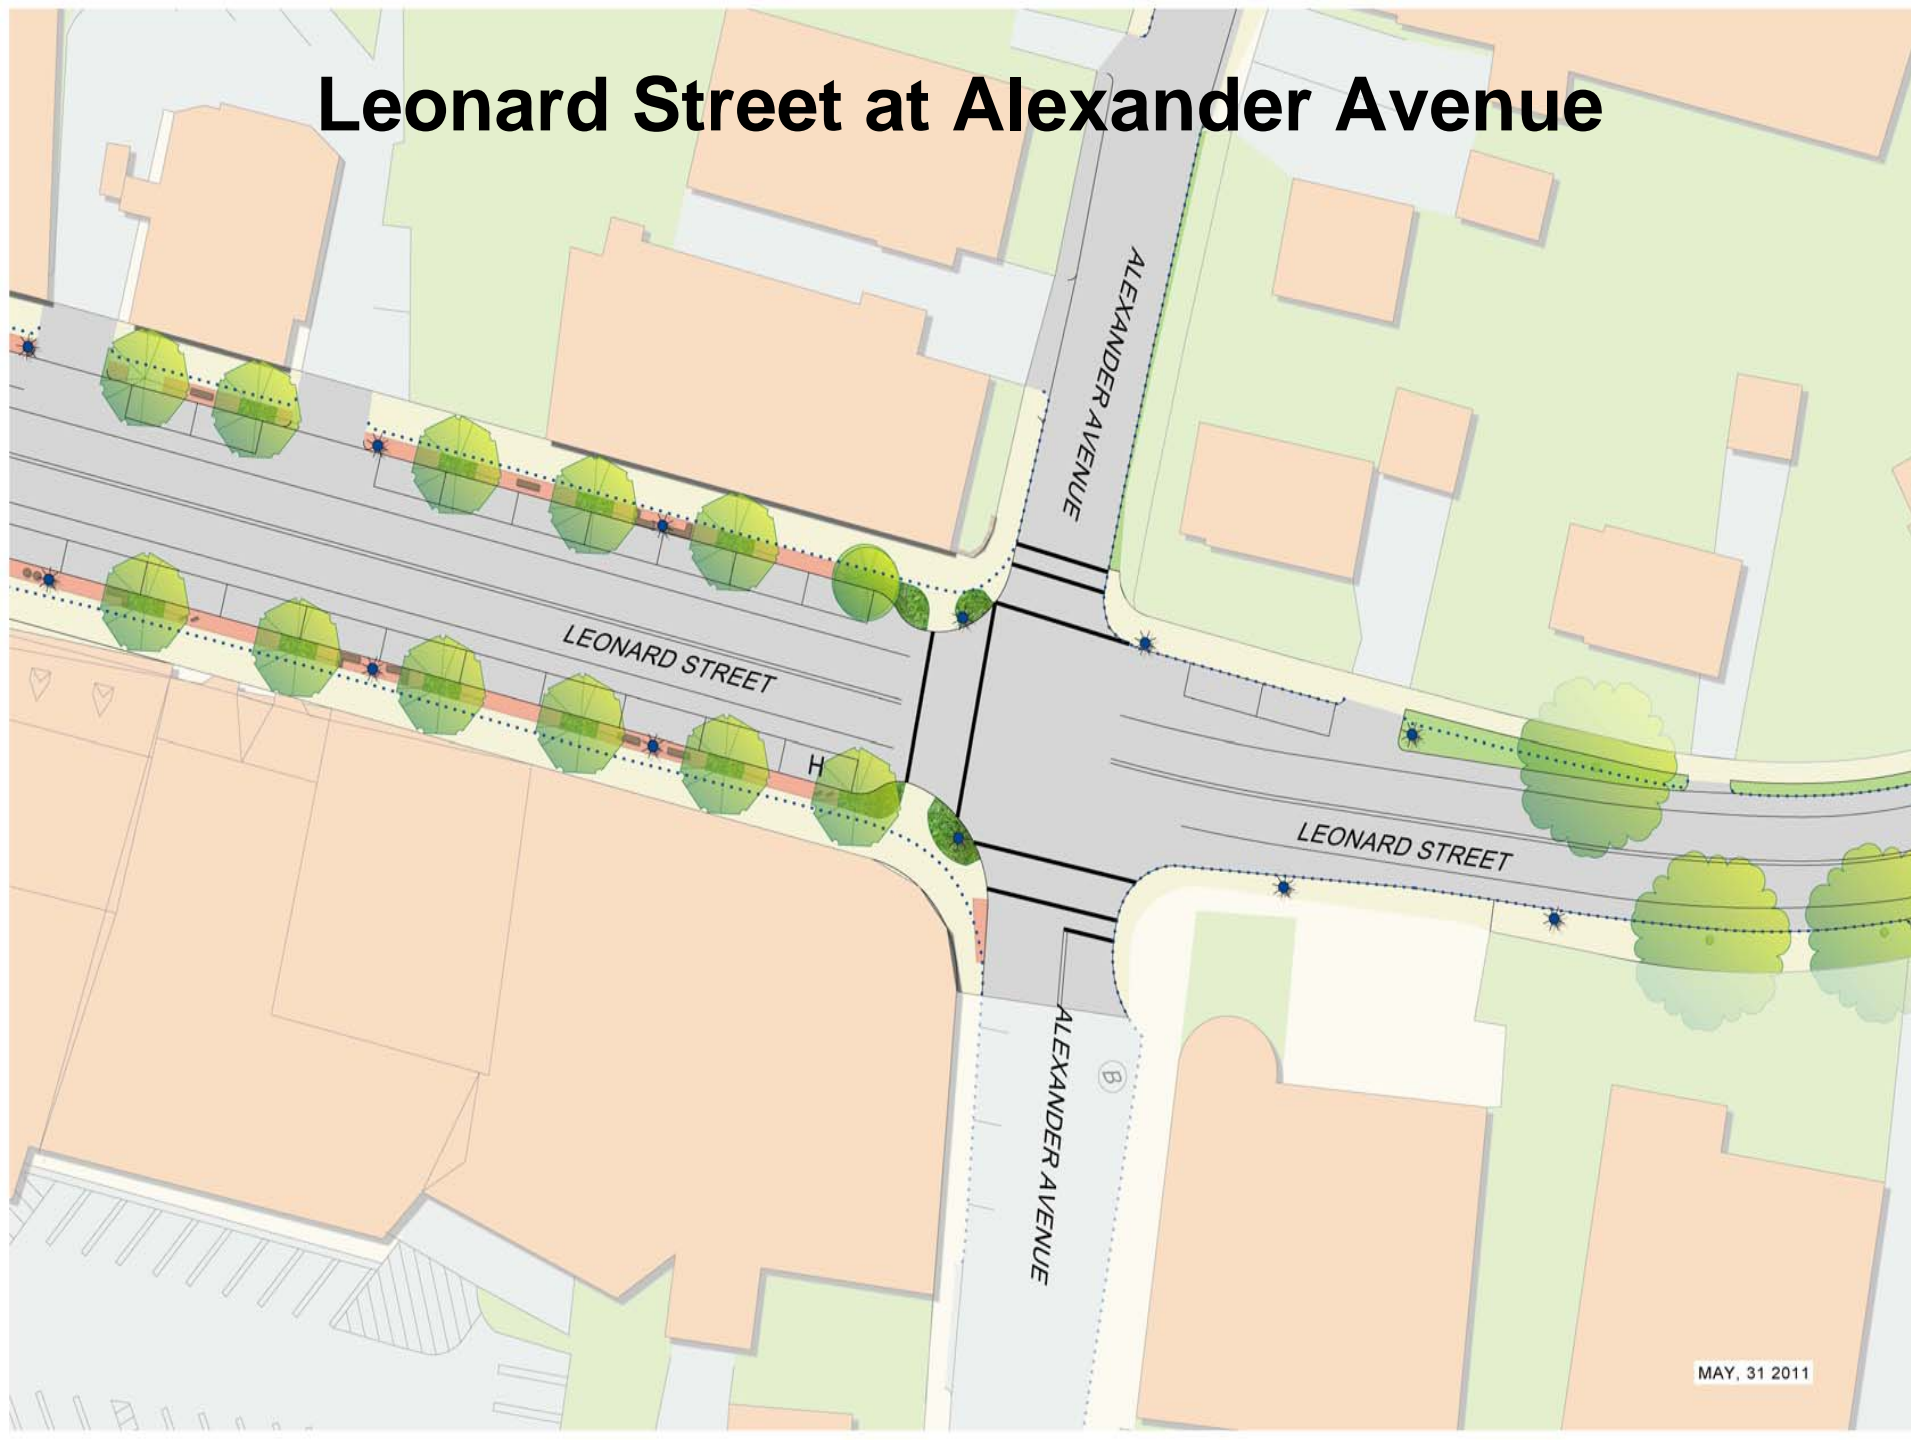 Leonard Street at Alexander Avenue
ALEXANDER AVENUE
LEONARD STREET
H
LEONARD STREET
ALEXANDER AVENUE
B
MAY, 31 2011